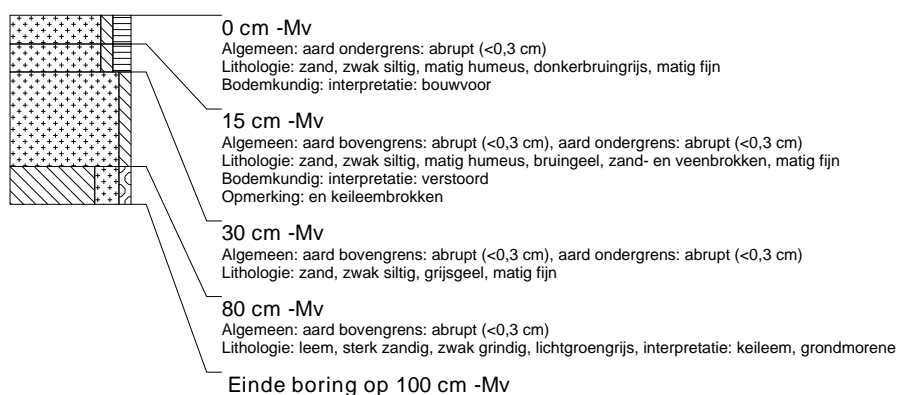 0 cm -Mv
Algemeen: aard ondergrens: abrupt (<0,3 cm)
Lithologie: zand, zwak siltig, matig humeus, donkerbruingrijs, matig fijn
Bodemkundig: interpretatie: bouwvoor
15 cm -Mv
Algemeen: aard bovengrens: abrupt (<0,3 cm), aard ondergrens: abrupt (<0,3 cm)
Lithologie: zand, zwak siltig, matig humeus, bruingeel, zand- en veenbrokken, matig fijn
Bodemkundig: interpretatie: verstoord
Opmerking: en keileembrokken
30 cm -Mv
Algemeen: aard bovengrens: abrupt (<0,3 cm), aard ondergrens: abrupt (<0,3 cm)
Lithologie: zand, zwak siltig, grijsgeel, matig fijn
80 cm -Mv
Algemeen: aard bovengrens: abrupt (<0,3 cm)
Lithologie: leem, sterk zandig, zwak grindig, lichtgroengrijs, interpretatie: keileem, grondmorene
Einde boring op 100 cm -Mv